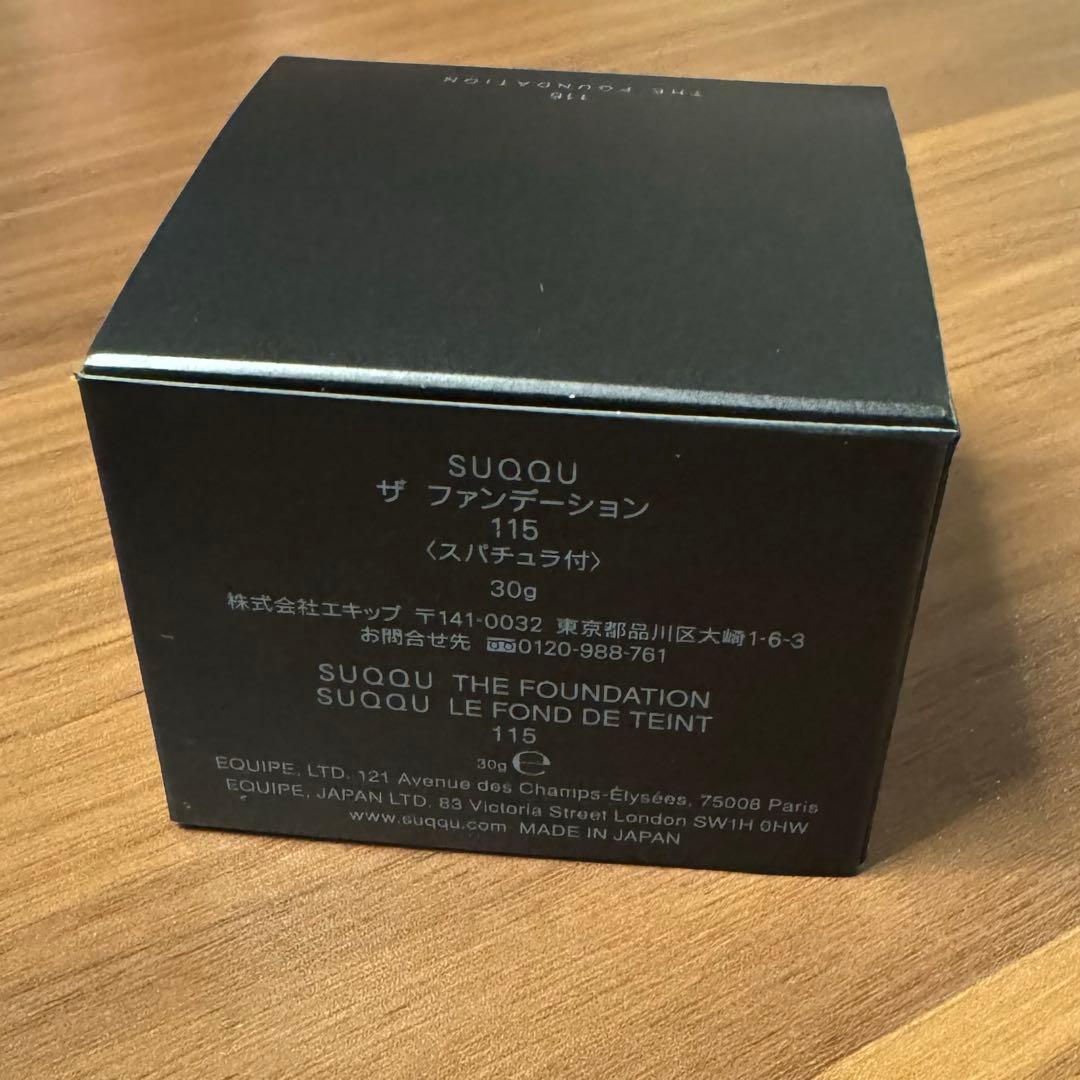 THE FOUNDATION
115
SUQQU
ザ ファンデーション
115
〈スパチュラ付〉
30g
株式会社エキップ 〒141-0032 東京都品川区大崎1-6-3
お問合せ先 0120-988-761
SUQQU THE FOUNDATION
SUQQU LE FOND DE TEINT
115
30g ℮
EQUIPE, LTD. 121 Avenue des Champs-Élysées, 75008 Paris
EQUIPE, JAPAN LTD. 83 Victoria Street London SW1H 0HW
www.suqqu.com MADE IN JAPAN